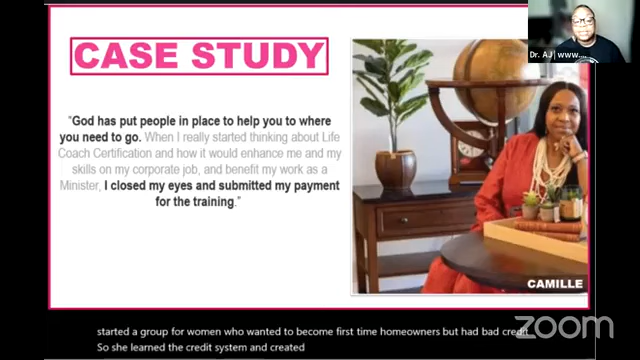 CASE STUDY
"God has put people in place to help you to where
you need to go. When I really started thinking about Life
Coach Certification and how it would enhance me and my
skills on my corporate job, and benefit my work as a
Minister, I closed my eyes and submitted my payment
for the training."
CAMILLE
Dr. AJ | www....
started a group for women who wanted to become first time homeowners but had bad credit.
So she learned the credit system and created
zoom